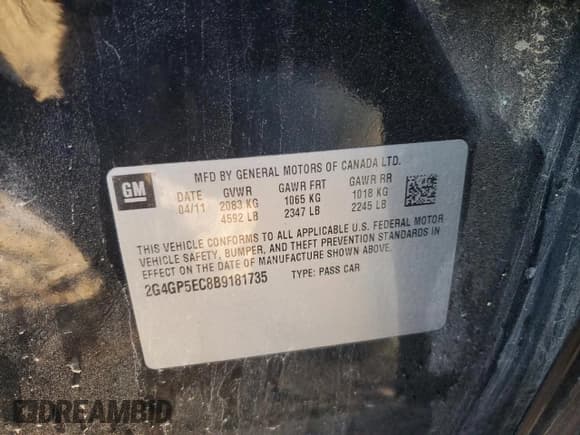 MFD BY GENERAL MOTORS OF CANADA LTD.
GM
DATE GVWR GAWR FRT GAWR RR
04/11 2083 KG 1065 KG 1018 KG
4592 LB 2347 LB 2245 LB
THIS VEHICLE CONFORMS TO ALL APPLICABLE U.S. FEDERAL MOTOR
VEHICLE SAFETY, BUMPER, AND THEFT PREVENTION STANDARDS IN
EFFECT ON THE DATE OF MANUFACTURE SHOWN ABOVE.
2G4GP5EC8B9181735 TYPE: PASS CAR
DREAMBID